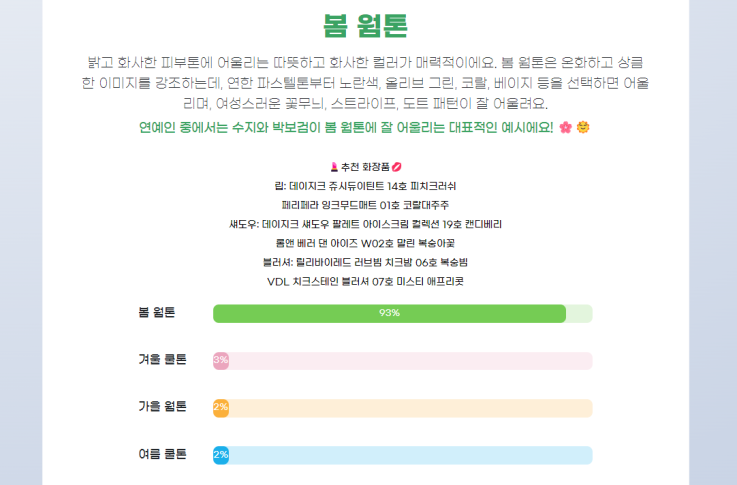 봄 웜톤
밝고 화사한 피부톤에 어울리는 따뜻하고 화사한 컬러가 매력적이에요. 봄 웜톤은 온화하고 상클
한 이미지를 강조하는데, 연한 파스텔톤부터 노란색, 올리브 그린, 코랄, 베이지 등을 선택하면 어울
리며, 여성스러운 꽃무늬, 스트라이프, 도트 패턴이 잘 어울려요.
연예인 중에서는 수지와 박보검이 봄 웜톤에 잘 어울리는 대표적인 예시에요! 🌸 🌞
💄추천 화장품💋
립: 데이지크 쥬시듀이틴트 14호 피치크러쉬
페리페라 잉크무드매트 01호 코랄대주주
섀도우: 데이지크 섀도우 팔레트 아이스크림 컬렉션 19호 캔디베리
롬앤 베러 댄 아이즈 W02호 말린 복숭아꽃
블러셔: 릴리바이레드 러브빔 치크밤 06호 복숭빔
VDL 치크스테인 블러셔 07호 미스티 애프리콧
봄 웜톤 93%
겨울 쿨톤 3%
가을 웜톤 2%
여름 쿨톤 2%